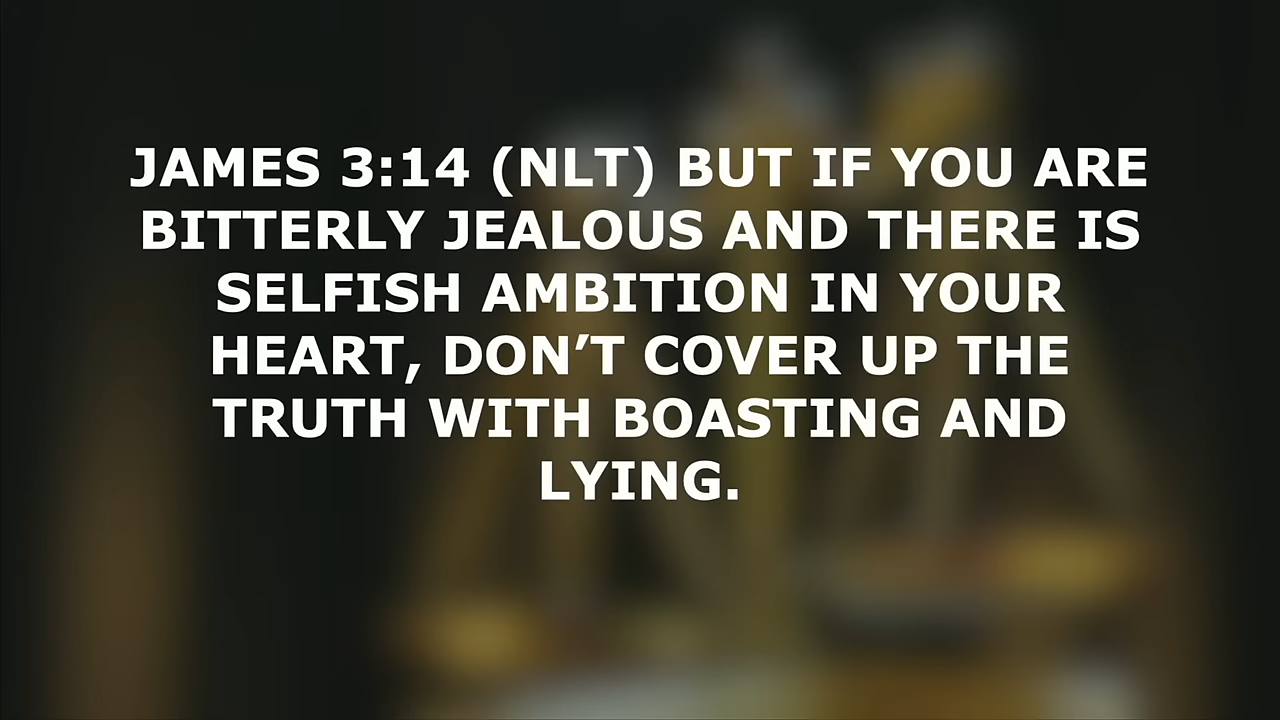 JAMES 3:14 (NLT) BUT IF YOU ARE
BITTERLY JEALOUS AND THERE IS
SELFISH AMBITION IN YOUR
HEART, DON’T COVER UP THE
TRUTH WITH BOASTING AND
LYING.